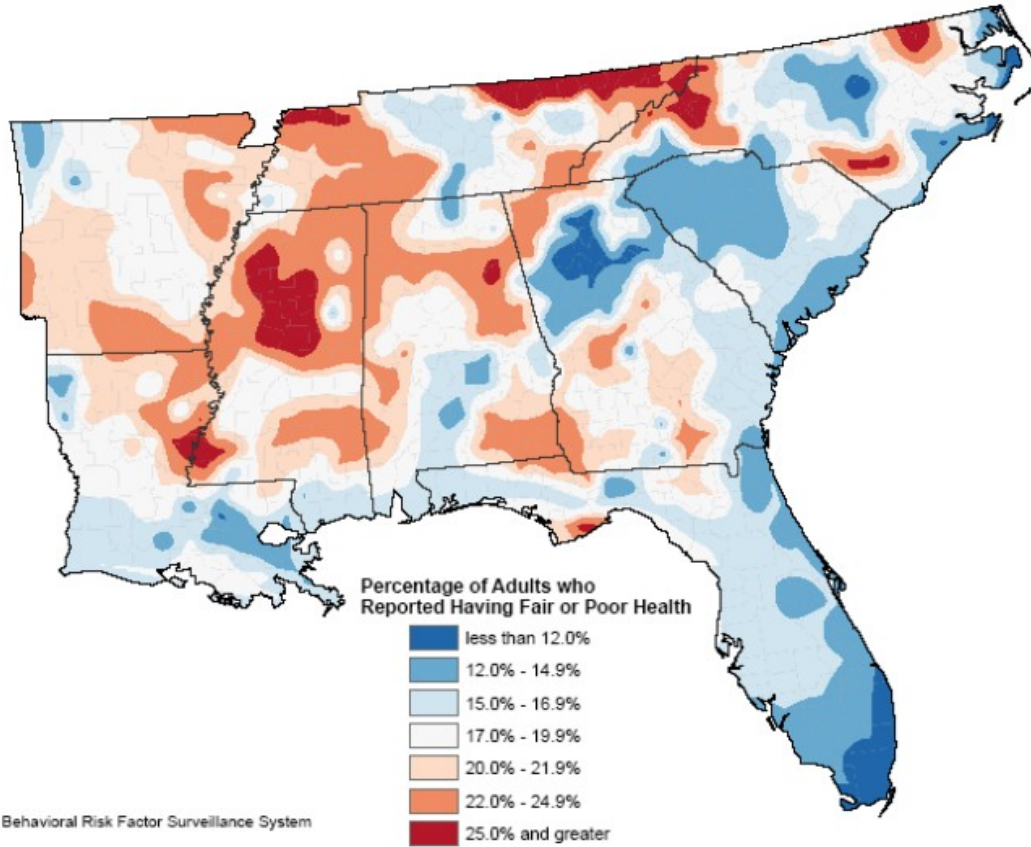 Percentage of Adults who
Reported Having Fair or Poor Health
less than 12.0%
12.0% - 14.9%
15.0% - 16.9%
17.0% - 19.9%
20.0% - 21.9%
22.0% - 24.9%
25.0% and greater
Behavioral Risk Factor Surveillance System